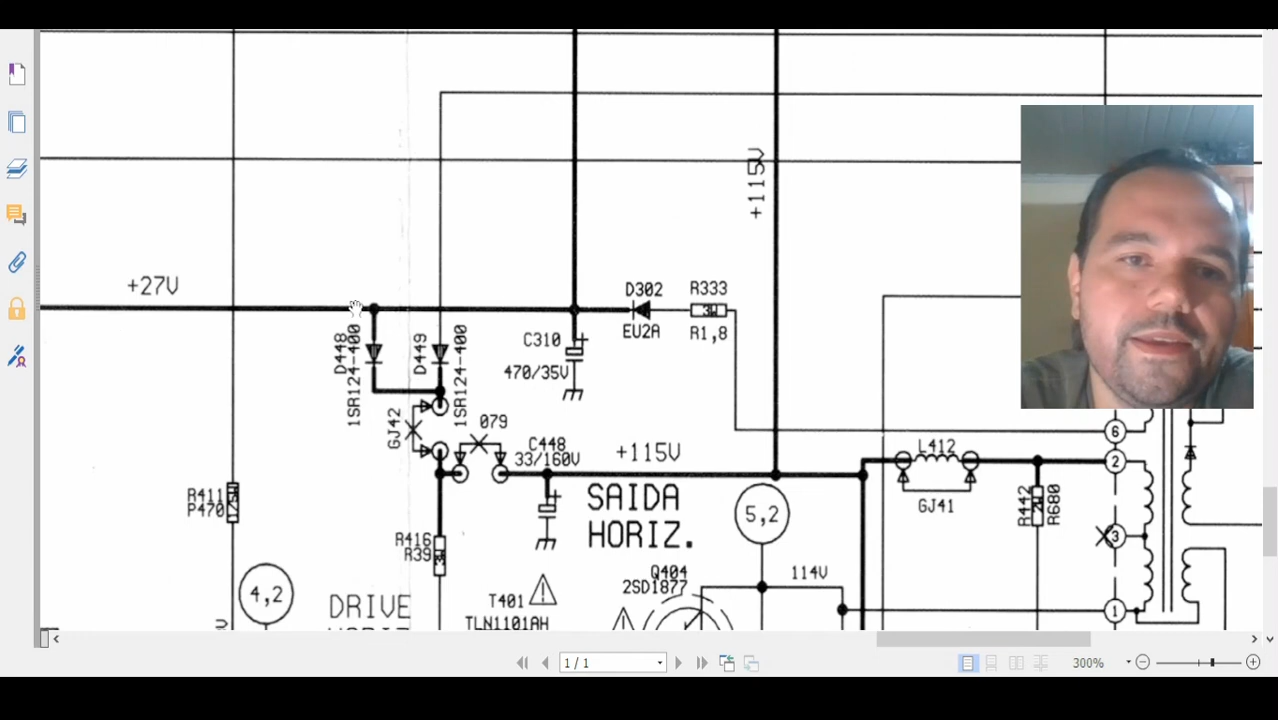 +115V
+27V
D302
R333
3W
EU2A
R1,8
D448
1SR124-400
D449
1SR124-400
C310
470/35V
GJ42
079
C448
33/160V
+115V
6
L412
2
SAIDA
HORIZ.
5,2
GJ41
R442
R680
3
R411
P470
R416
R39
Q404
2SD1877
114V
4,2
DRIVE
T401
TLN1101AH
1
1 / 1
300%